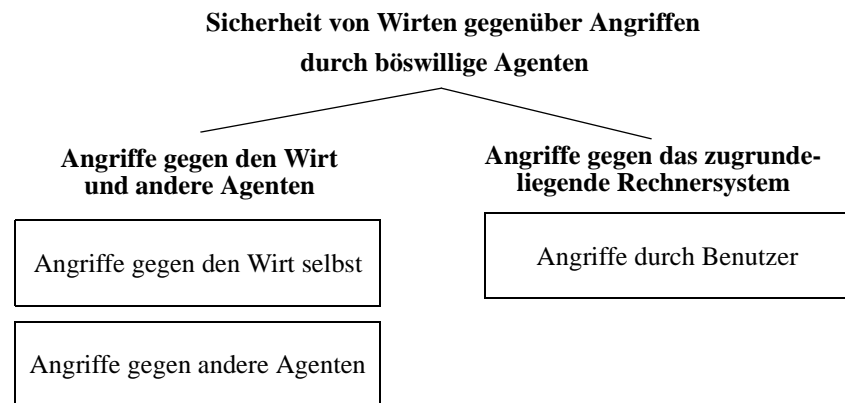 Sicherheit von Wirten gegenüber Angriffen
durch böswillige Agenten
Angriffe gegen den Wirt
und andere Agenten
Angriffe gegen den Wirt selbst
Angriffe gegen andere Agenten
Angriffe gegen das zugrunde-
liegende Rechnersystem
Angriffe durch Benutzer